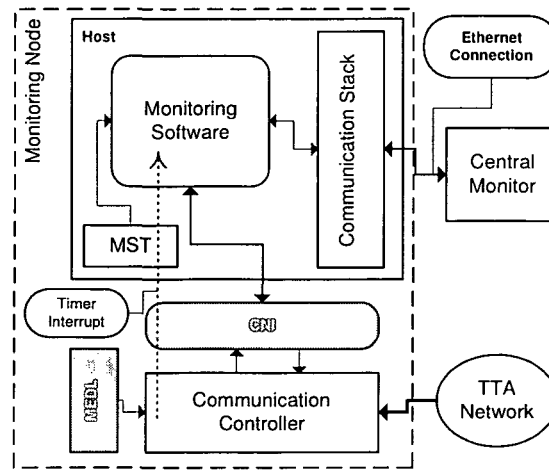 Monitoring Node
Host
Monitoring
Software
Communication Stack
Ethernet
Connection
Central
Monitor
MST
Timer
Interrupt
CNI
MEDL
Communication
Controller
TTA
Network